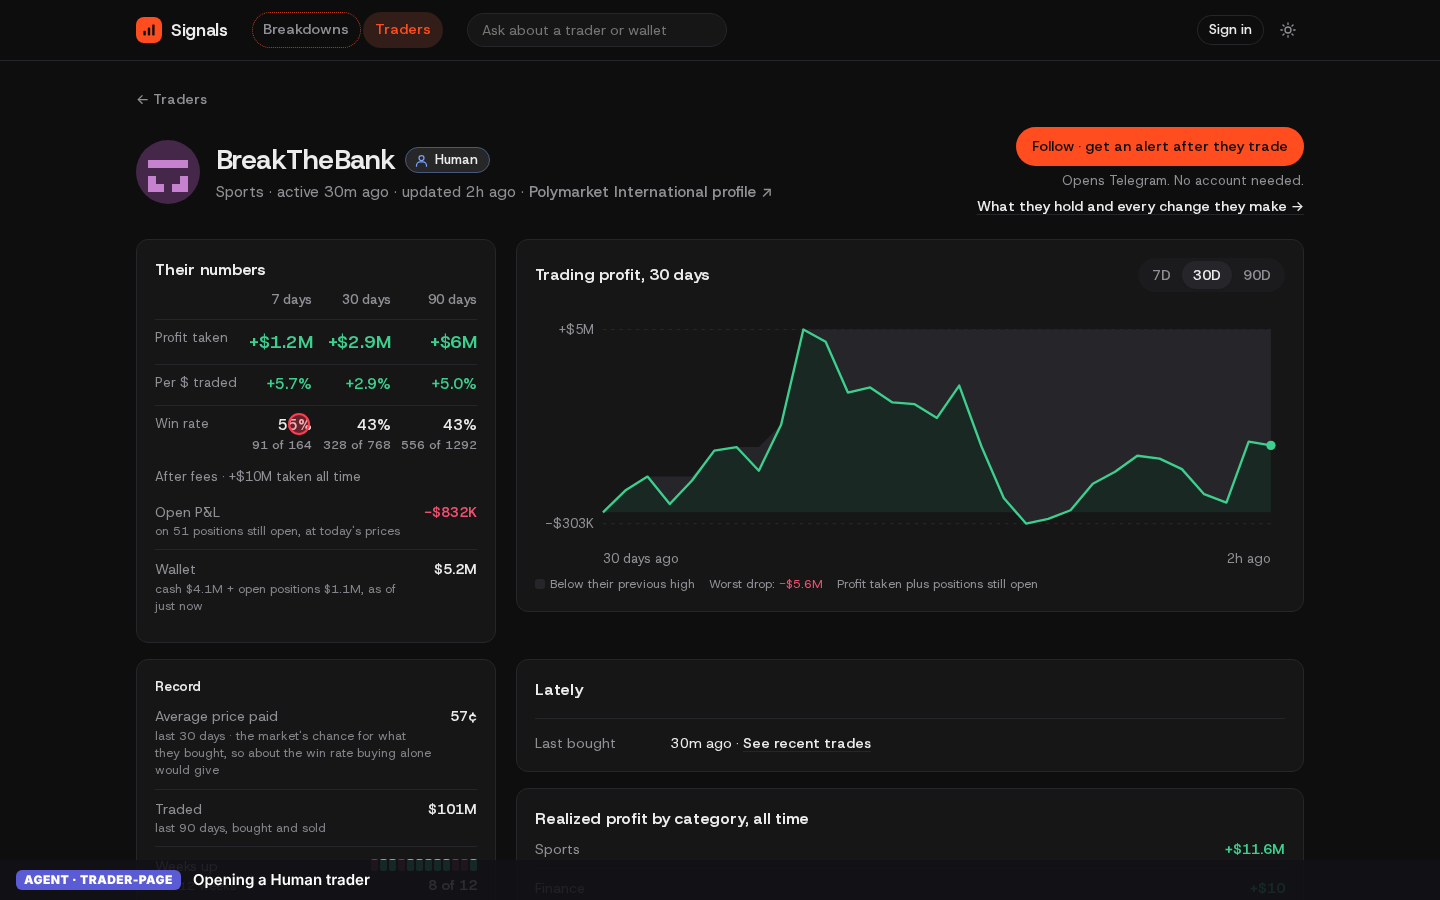 Signals
Breakdowns
Traders
Ask about a trader or wallet
Sign in
← Traders
BreakTheBank
Human
Sports · active 30m ago · updated 2h ago · Polymarket International profile ↗
Follow · get an alert after they trade
Opens Telegram. No account needed.
What they hold and every change they make →
Their numbers
7 days 30 days 90 days
Profit taken +$1.2M +$2.9M +$6M
Per $ traded +5.7% +2.9% +5.0%
Win rate 55% 43% 43%
91 of 164 328 of 768 556 of 1292
After fees · +$10M taken all time
Open P&L −$832K
on 51 positions still open, at today's prices
Wallet $5.2M
cash $4.1M + open positions $1.1M, as of
just now
Trading profit, 30 days
7D 30D 90D
+$5M
−$303K
30 days ago 2h ago
Below their previous high Worst drop: −$5.6M Profit taken plus positions still open
Record
Average price paid 57¢
last 30 days · the market's chance for what
they bought, so about the win rate buying alone
would give
Traded $101M
last 90 days, bought and sold
Weeks up
8 of 12
Lately
Last bought 30m ago · See recent trades
Realized profit by category, all time
Sports +$11.6M
Finance +$10
AGENT · TRADER-PAGE Opening a Human trader